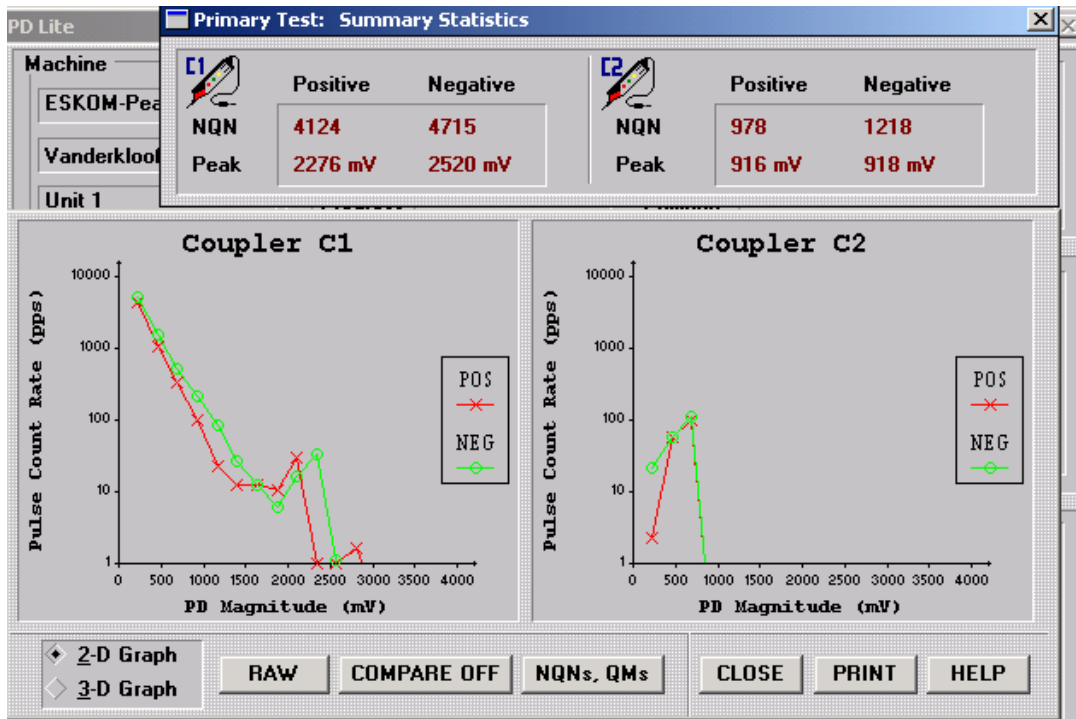 PD Lite
Primary Test: Summary Statistics
Machine
ESKOM-Pea
Vanderkloof
Unit 1
C1
Positive Negative
NQN 4124 4715
Peak 2276 mV 2520 mV
C2
Positive Negative
NQN 978 1218
Peak 916 mV 918 mV
Coupler C1
Pulse Count Rate (pps)
10000
1000
100
10
1
0 500 1000 1500 2000 2500 3000 3500 4000
PD Magnitude (mV)
POS
NEG
Coupler C2
Pulse Count Rate (pps)
10000
1000
100
10
1
0 500 1000 1500 2000 2500 3000 3500 4000
PD Magnitude (mV)
POS
NEG
2-D Graph
3-D Graph
RAW
COMPARE OFF
NQNs, QMs
CLOSE
PRINT
HELP